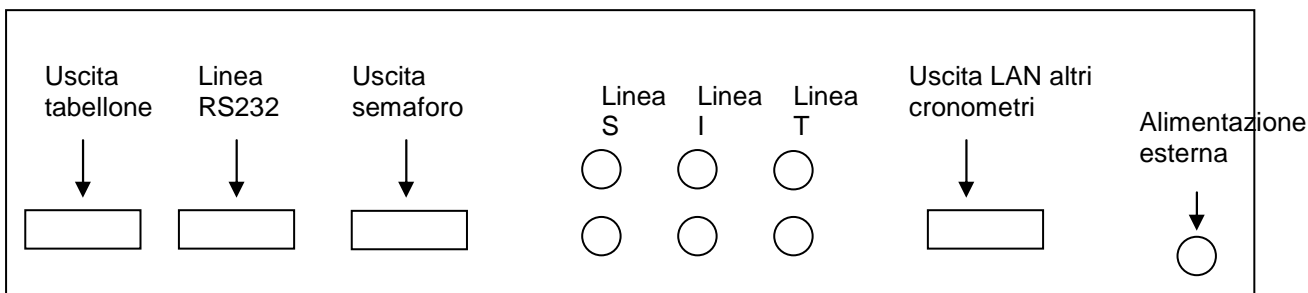 Uscita
tabellone
Linea
RS232
Uscita
semaforo
Linea
S
Linea
I
Linea
T
Uscita LAN altri
cronometri
Alimentazione
esterna